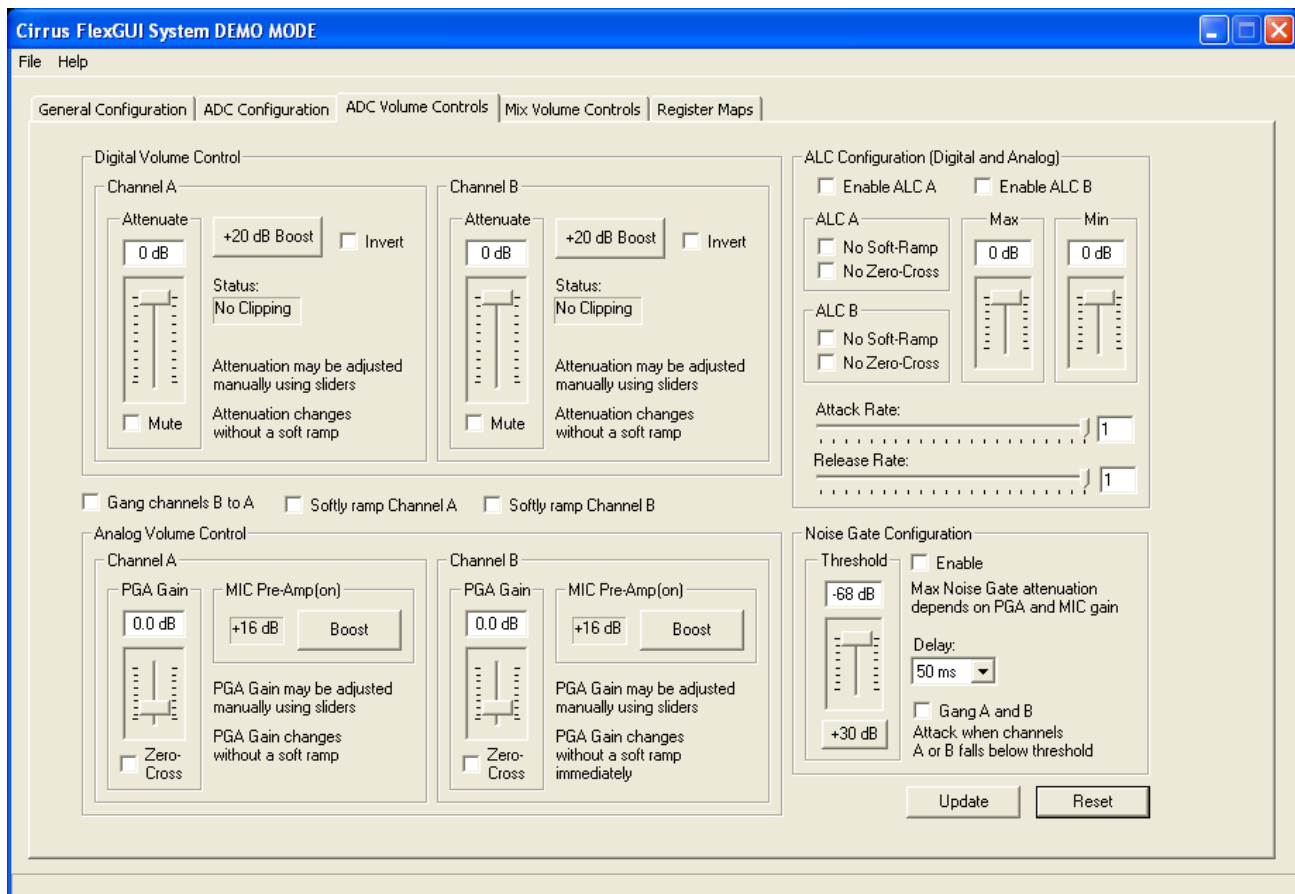 Cirrus FlexGUI System DEMO MODE
File Help
General Configuration
ADC Configuration
ADC Volume Controls
Mix Volume Controls
Register Maps
Digital Volume Control
Channel A
Attenuate
0 dB
Mute
+20 dB Boost
Invert
Status:
No Clipping
Attenuation may be adjusted
manually using sliders
Attenuation changes
without a soft ramp
Channel B
Attenuate
0 dB
Mute
+20 dB Boost
Invert
Status:
No Clipping
Attenuation may be adjusted
manually using sliders
Attenuation changes
without a soft ramp
ALC Configuration (Digital and Analog)
Enable ALC A
Enable ALC B
ALC A
No Soft-Ramp
No Zero-Cross
ALC B
No Soft-Ramp
No Zero-Cross
Max
0 dB
Min
0 dB
Attack Rate:
1
Release Rate:
1
Gang channels B to A
Softly ramp Channel A
Softly ramp Channel B
Analog Volume Control
Channel A
PGA Gain
0.0 dB
Zero-
Cross
MIC Pre-Amp(on)
+16 dB
Boost
PGA Gain may be adjusted
manually using sliders
PGA Gain changes
without a soft ramp
Channel B
PGA Gain
0.0 dB
Zero-
Cross
MIC Pre-Amp(on)
+16 dB
Boost
PGA Gain may be adjusted
manually using sliders
PGA Gain changes
without a soft ramp
immediately
Noise Gate Configuration
Threshold
-68 dB
+30 dB
Enable
Max Noise Gate attenuation
depends on PGA and MIC gain
Delay:
50 ms
Gang A and B
Attack when channels
A or B falls below threshold
Update
Reset